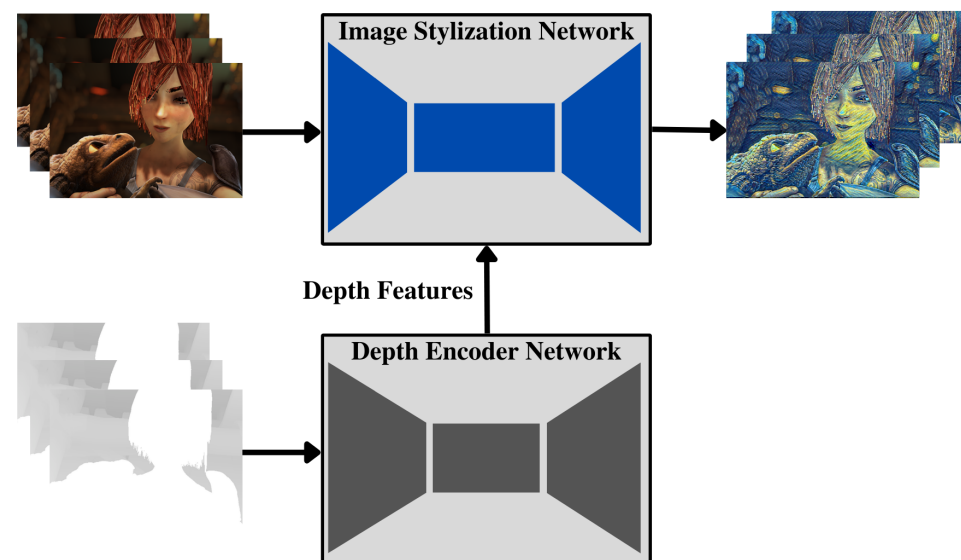 Image Stylization Network
Depth Features
Depth Encoder Network